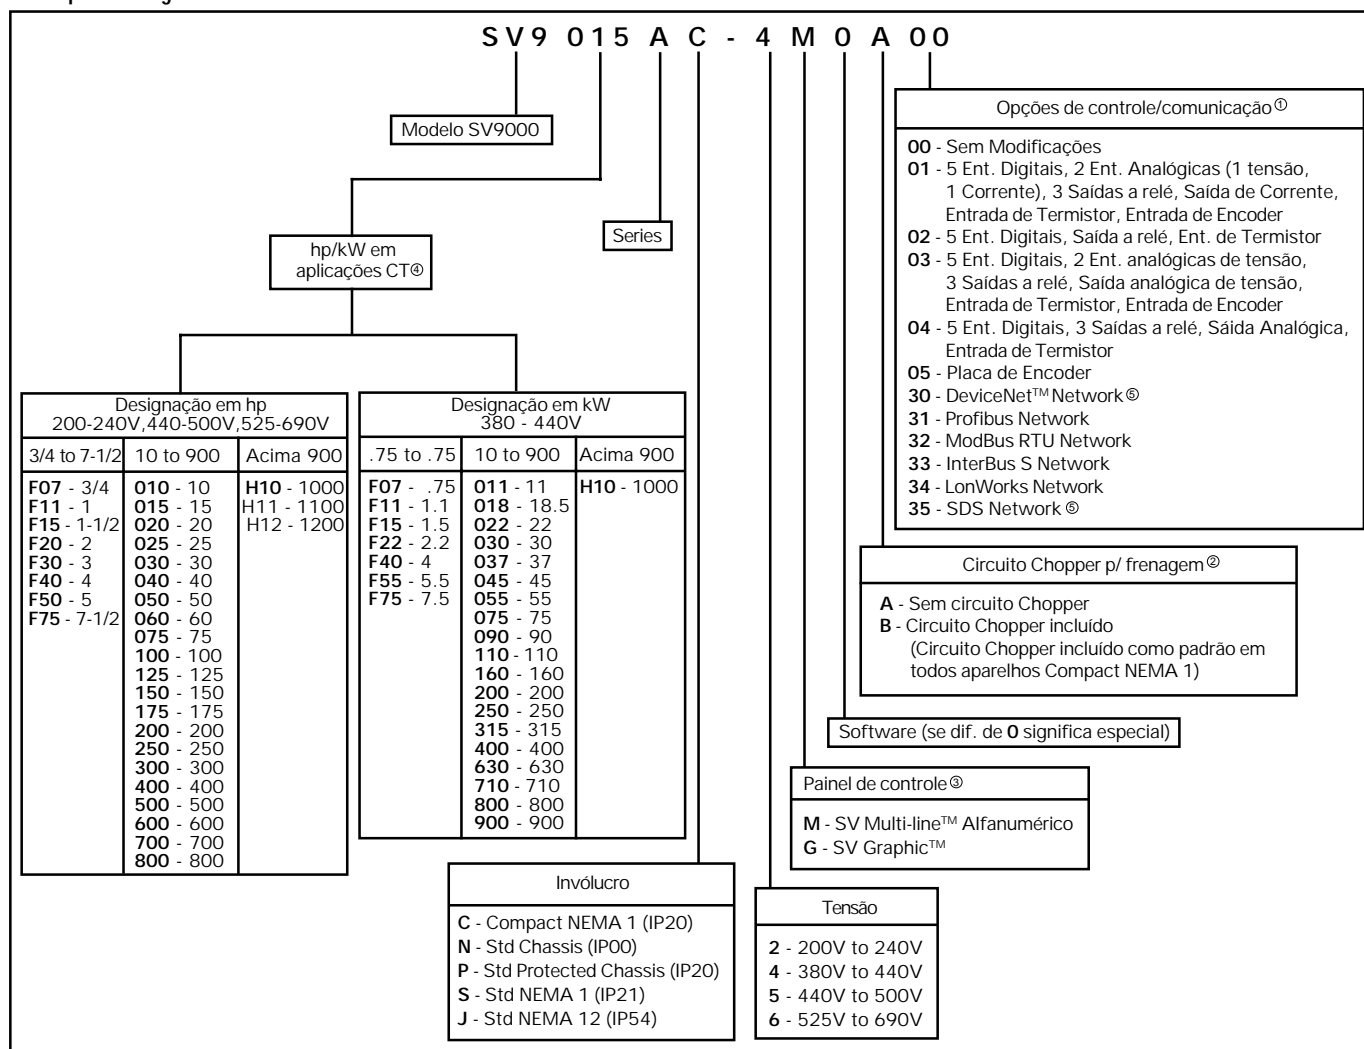 SV9 015 A C - 4 M 0 A 00
Modelo SV9000
hp/kW em
aplicações CT④
Series
Designação em hp
200-240V,440-500V,525-690V
3/4 to 7-1/2 10 to 900 Acima 900
F07 - 3/4 010 - 10 H10 - 1000
F11 - 1 015 - 15 H11 - 1100
F15 - 1-1/2 020 - 20 H12 - 1200
F20 - 2 025 - 25
F30 - 3 030 - 30
F40 - 4 040 - 40
F50 - 5 050 - 50
F75 - 7-1/2 060 - 60
075 - 75
100 - 100
125 - 125
150 - 150
175 - 175
200 - 200
250 - 250
300 - 300
400 - 400
500 - 500
600 - 600
700 - 700
800 - 800
Designação em kW
380 - 440V
.75 to .75 10 to 900 Acima 900
F07 - .75 011 - 11 H10 - 1000
F11 - 1.1 018 - 18.5
F15 - 1.5 022 - 22
F22 - 2.2 030 - 30
F40 - 4 037 - 37
F55 - 5.5 045 - 45
F75 - 7.5 055 - 55
075 - 75
090 - 90
110 - 110
160 - 160
200 - 200
250 - 250
315 - 315
400 - 400
630 - 630
710 - 710
800 - 800
900 - 900
Invólucro
C - Compact NEMA 1 (IP20)
N - Std Chassis (IP00)
P - Std Protected Chassis (IP20)
S - Std NEMA 1 (IP21)
J - Std NEMA 12 (IP54)
Tensão
2 - 200V to 240V
4 - 380V to 440V
5 - 440V to 500V
6 - 525V to 690V
Painel de controle③
M - SV Multi-line™ Alfanumérico
G - SV Graphic™
Software (se dif. de 0 significa especial)
Circuito Chopper p/ frenagem②
A - Sem circuito Chopper
B - Circuito Chopper incluído
(Circuito Chopper incluído como padrão em
todos aparelhos Compact NEMA 1)
Opções de controle/comunicação①
00 - Sem Modificações
01 - 5 Ent. Digitais, 2 Ent. Analógicas (1 tensão,
1 Corrente), 3 Saídas a relé, Saída de Corrente,
Entrada de Termistor, Entrada de Encoder
02 - 5 Ent. Digitais, Saída a relé, Ent. de Termistor
03 - 5 Ent. Digitais, 2 Ent. analógicas de tensão,
3 Saídas a relé, Saída analógica de tensão,
Entrada de Termistor, Entrada de Encoder
04 - 5 Ent. Digitais, 3 Saídas a relé, Sáida Analógica,
Entrada de Termistor
05 - Placa de Encoder
30 - DeviceNet™ Network⑤
31 - Profibus Network
32 - ModBus RTU Network
33 - InterBus S Network
34 - LonWorks Network
35 - SDS Network⑤